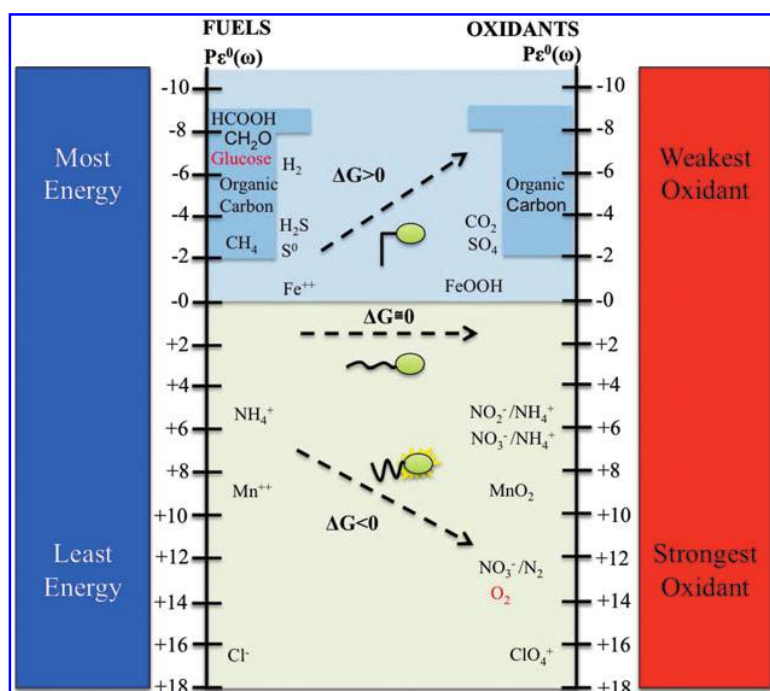 FUELS
Pε⁰(ω)
OXIDANTS
Pε⁰(ω)
Most
Energy
Least
Energy
-10
-8
-6
-4
-2
-0
+2
+4
+6
+8
+10
+12
+14
+16
+18
HCOOH
CH₂O
Glucose
H₂
Organic
Carbon
H₂S
CH₄
S⁰
Fe⁺⁺
NH₄⁺
Mn⁺⁺
Cl⁻
ΔG>0
ΔG≅0
ΔG<0
Organic
Carbon
CO₂
SO₄
FeOOH
NO₂⁻/NH₄⁺
NO₃⁻/NH₄⁺
MnO₂
NO₃⁻/N₂
O₂
ClO₄⁺
-10
-8
-6
-4
-2
-0
+2
+4
+6
+8
+10
+12
+14
+16
+18
Weakest
Oxidant
Strongest
Oxidant